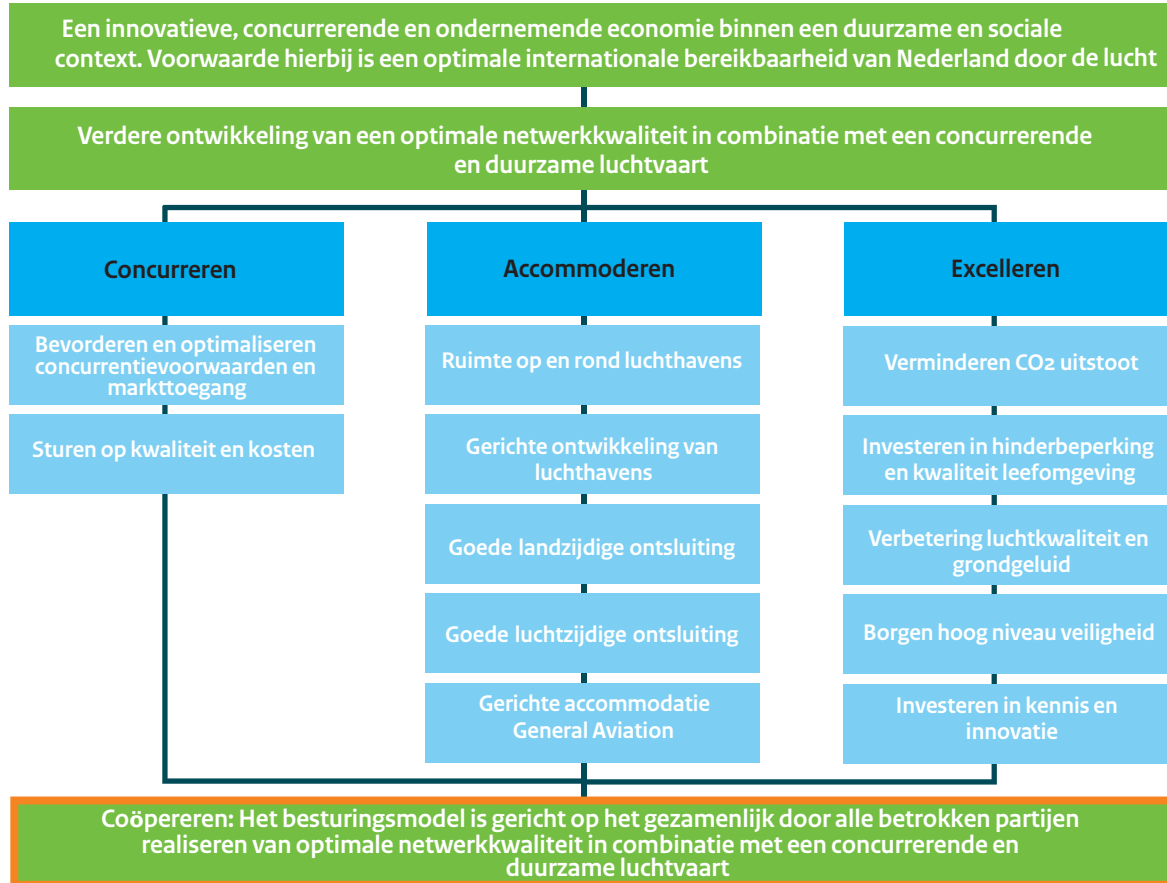 Een innovatieve, concurrerende en ondernemende economie binnen een duurzame en sociale
context. Voorwaarde hierbij is een optimale internationale bereikbaarheid van Nederland door de lucht
Verdere ontwikkeling van een optimale netwerkkwaliteit in combinatie met een concurrerende
en duurzame luchtvaart
Concurreren
Bevorderen en optimaliseren
concurrentievoorwaarden en
markttoegang
Sturen op kwaliteit en kosten
Accommoderen
Ruimte op en rond luchthavens
Gerichte ontwikkeling van
luchthavens
Goede landzijdige ontsluiting
Goede luchtzijdige ontsluiting
Gerichte accommodatie
General Aviation
Excelleren
Verminderen CO2 uitstoot
Investeren in hinderbeperking
en kwaliteit leefomgeving
Verbetering luchtkwaliteit en
grondgeluid
Borgen hoog niveau veiligheid
Investeren in kennis en
innovatie
Coöpereren: Het besturingsmodel is gericht op het gezamenlijk door alle betrokken partijen
realiseren van optimale netwerkkwaliteit in combinatie met een concurrerende en
duurzame luchtvaart